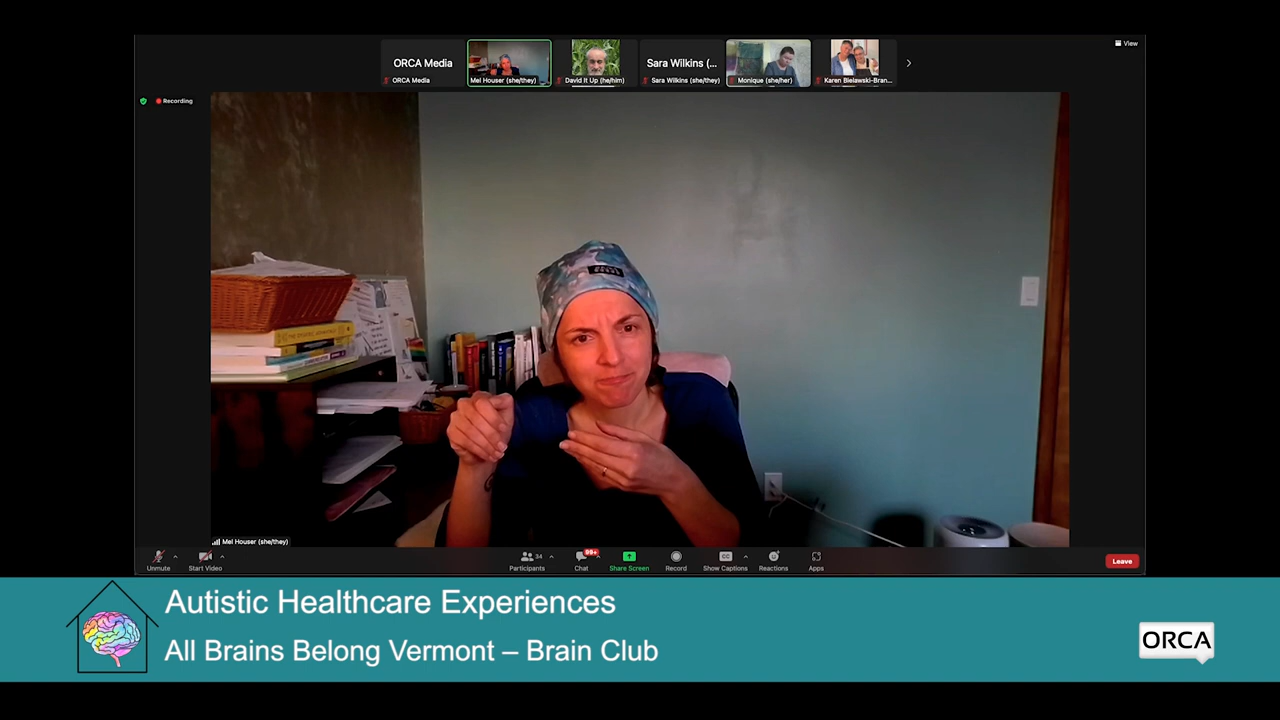 View
ORCA Media
Sara Wilkins (...
ORCA Media
Mel Houser (she/they)
David It Up (he/him)
Sara Wilkins (she/they)
Monique (she/her)
Karen Bielawski-Bran...
Recording
Mel Houser (she/they)
34
99+
CC
Unmute
Start Video
Participants
Chat
Share Screen
Record
Show Captions
Reactions
Apps
Leave
Autistic Healthcare Experiences
All Brains Belong Vermont – Brain Club
ORCA